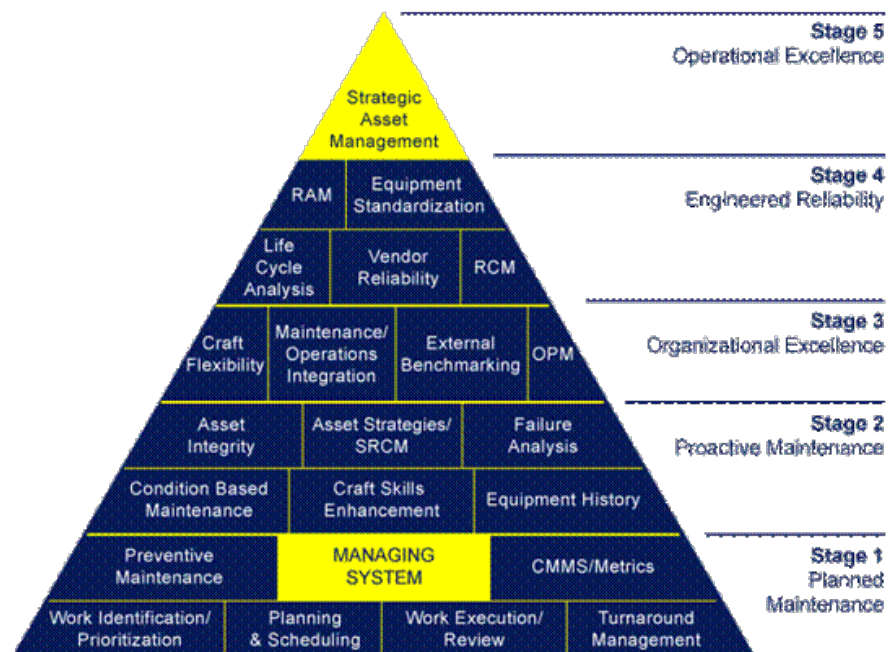 Stage 5
Operational Excellence
Strategic
Asset
Management
Stage 4
Engineered Reliability
RAM
Equipment
Standardization
Life
Cycle
Analysis
Vendor
Reliability
RCM
Stage 3
Organizational Excellence
Craft
Flexibility
Maintenance/
Operations
Integration
External
Benchmarking
OPM
Stage 2
Proactive Maintenance
Asset
Integrity
Asset Strategies/
SRCM
Failure
Analysis
Condition Based
Maintenance
Craft Skills
Enhancement
Equipment History
Stage 1
Planned
Maintenance
Preventive
Maintenance
MANAGING
SYSTEM
CMMS/Metrics
Work Identification/
Prioritization
Planning
& Scheduling
Work Execution/
Review
Turnaround
Management